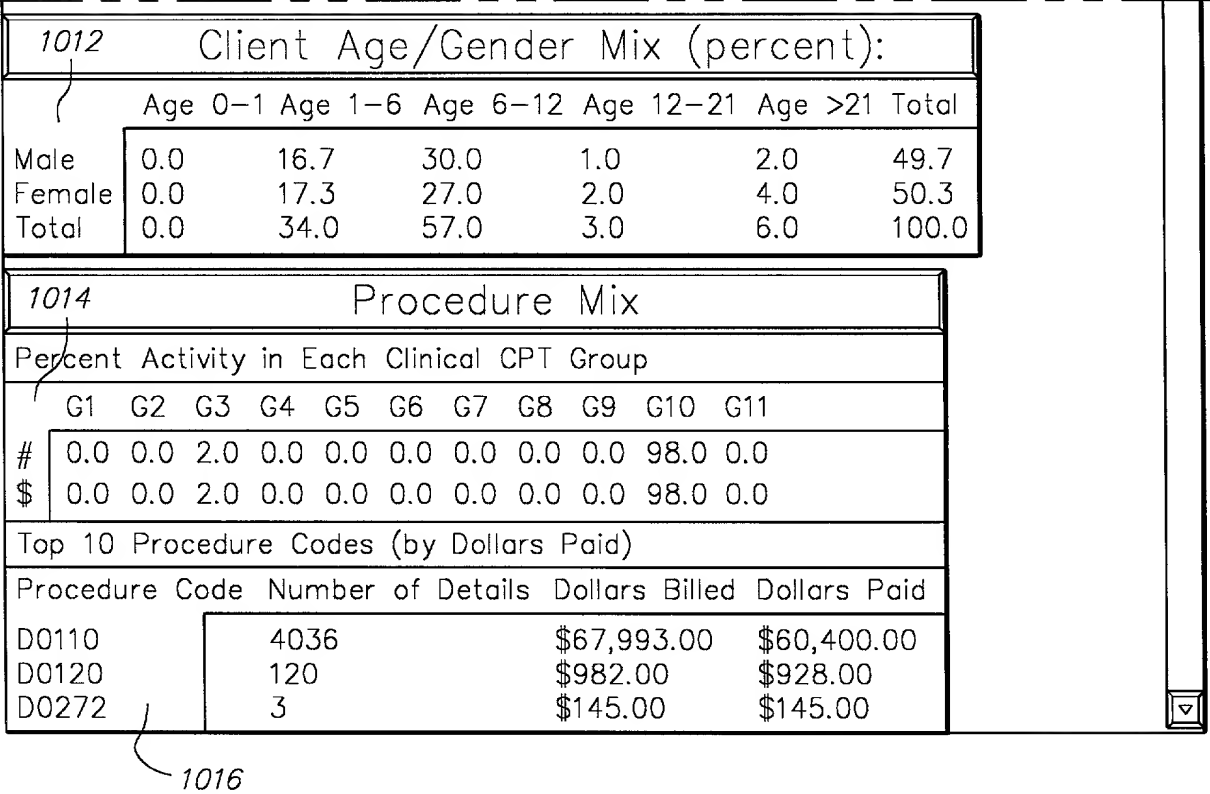 1012 Client Age/Gender Mix (percent):
Age 0-1 Age 1-6 Age 6-12 Age 12-21 Age >21 Total
Male 0.0 16.7 30.0 1.0 2.0 49.7
Female 0.0 17.3 27.0 2.0 4.0 50.3
Total 0.0 34.0 57.0 3.0 6.0 100.0
1014 Procedure Mix
Percent Activity in Each Clinical CPT Group
G1 G2 G3 G4 G5 G6 G7 G8 G9 G10 G11
# 0.0 0.0 2.0 0.0 0.0 0.0 0.0 0.0 0.0 98.0 0.0
$ 0.0 0.0 2.0 0.0 0.0 0.0 0.0 0.0 0.0 98.0 0.0
Top 10 Procedure Codes (by Dollars Paid)
Procedure Code Number of Details Dollars Billed Dollars Paid
D0110 4036 $67,993.00 $60,400.00
D0120 120 $982.00 $928.00
D0272 3 $145.00 $145.00
1016